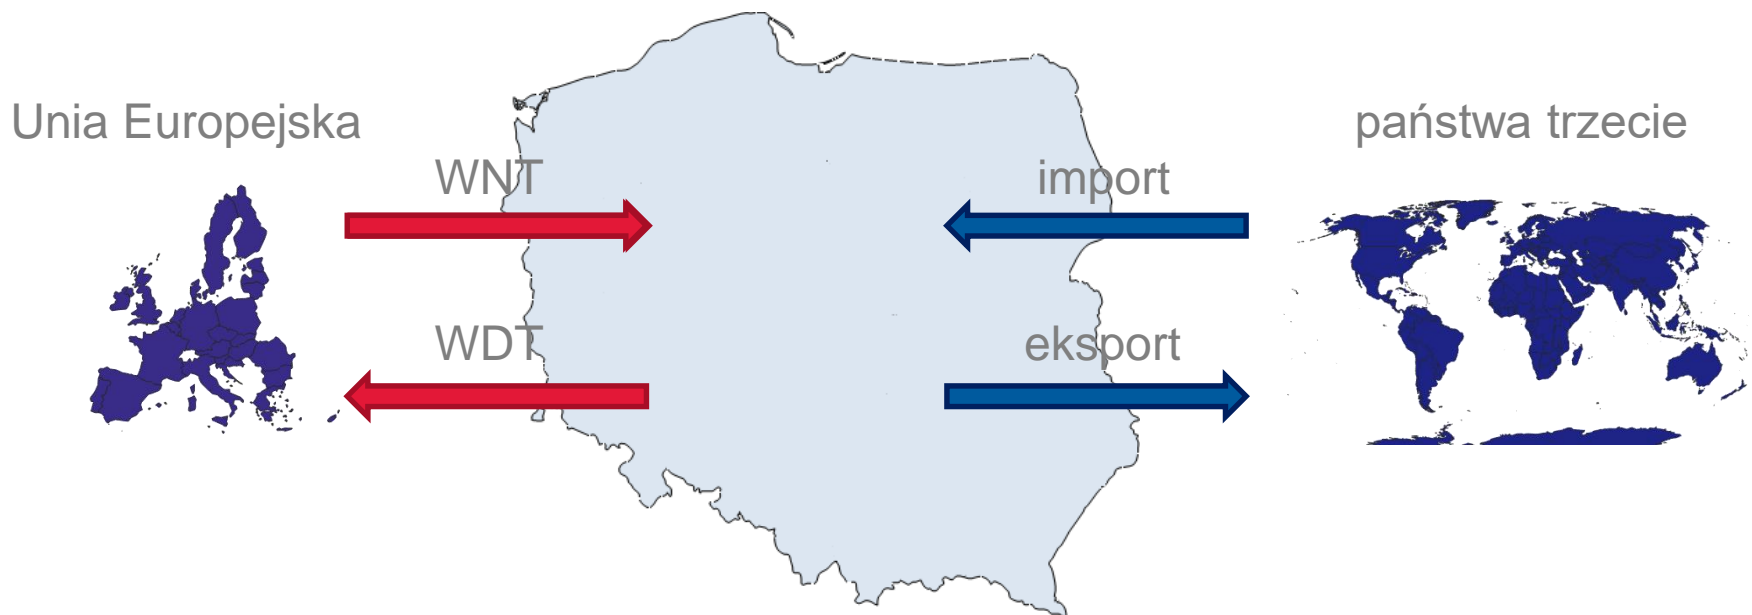 Unia Europejska
państwa trzecie
WNT
import
WDT
eksport